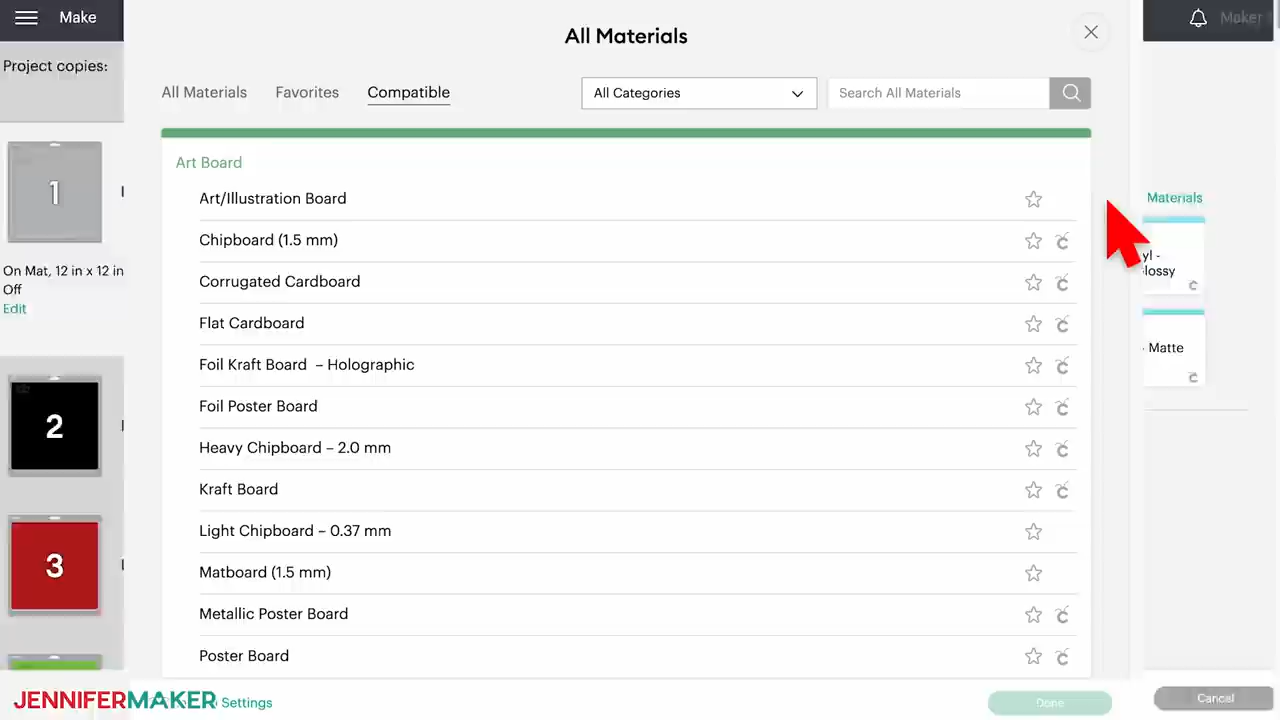 Make
All Materials
Maker
Project copies:
All Materials
Favorites
Compatible
All Categories
Search All Materials
Art Board
Art/Illustration Board
Chipboard (1.5 mm)
Corrugated Cardboard
Flat Cardboard
Foil Kraft Board – Holographic
Foil Poster Board
Heavy Chipboard – 2.0 mm
Kraft Board
Light Chipboard – 0.37 mm
Matboard (1.5 mm)
Metallic Poster Board
Poster Board
1
On Mat, 12 in x 12 in
Off
Edit
2
3
Materials
yl -
lossy
- Matte
JENNIFERMAKER
Settings
Done
Cancel